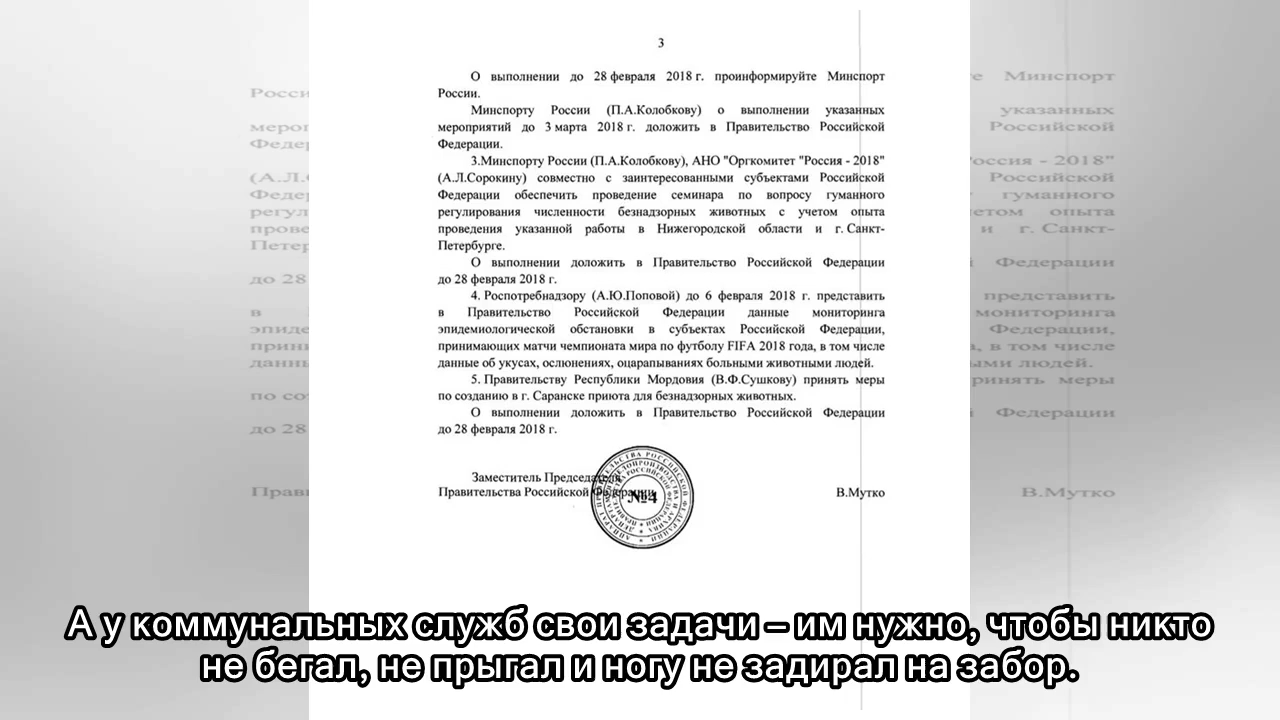 3
О выполнении до 28 февраля 2018 г. проинформируйте Минспорт
России.
Минспорту России (П.А.Колобкову) о выполнении указанных
мероприятий до 3 марта 2018 г. доложить в Правительство Российской
Федерации.
3.Минспорту России (П.А.Колобкову), АНО "Оргкомитет "Россия - 2018"
(А.Л.Сорокину) совместно с заинтересованными субъектами Российской
Федерации обеспечить проведение семинара по вопросу гуманного
регулирования численности безнадзорных животных с учетом опыта
проведения указанной работы в Нижегородской области и г. Санкт-
Петербурге.
О выполнении доложить в Правительство Российской Федерации
до 28 февраля 2018 г.
4. Роспотребнадзору (А.Ю.Поповой) до 6 февраля 2018 г. представить
в Правительство Российской Федерации данные мониторинга
эпидемиологической обстановки в субъектах Российской Федерации,
принимающих матчи чемпионата мира по футболу FIFA 2018 года, в том числе
данные об укусах, ослюнениях, оцарапываниях больными животными людей.
5. Правительству Республики Мордовия (В.Ф.Сушкову) принять меры
по созданию в г. Саранске приюта для безнадзорных животных.
О выполнении доложить в Правительство Российской Федерации
до 28 февраля 2018 г.
Заместитель Председателя
Правительства Российской Федерации
В.Мутко
№4
А у коммунальных служб свои задачи – им нужно, чтобы никто
не бегал, не прыгал и ногу не задирал на забор.